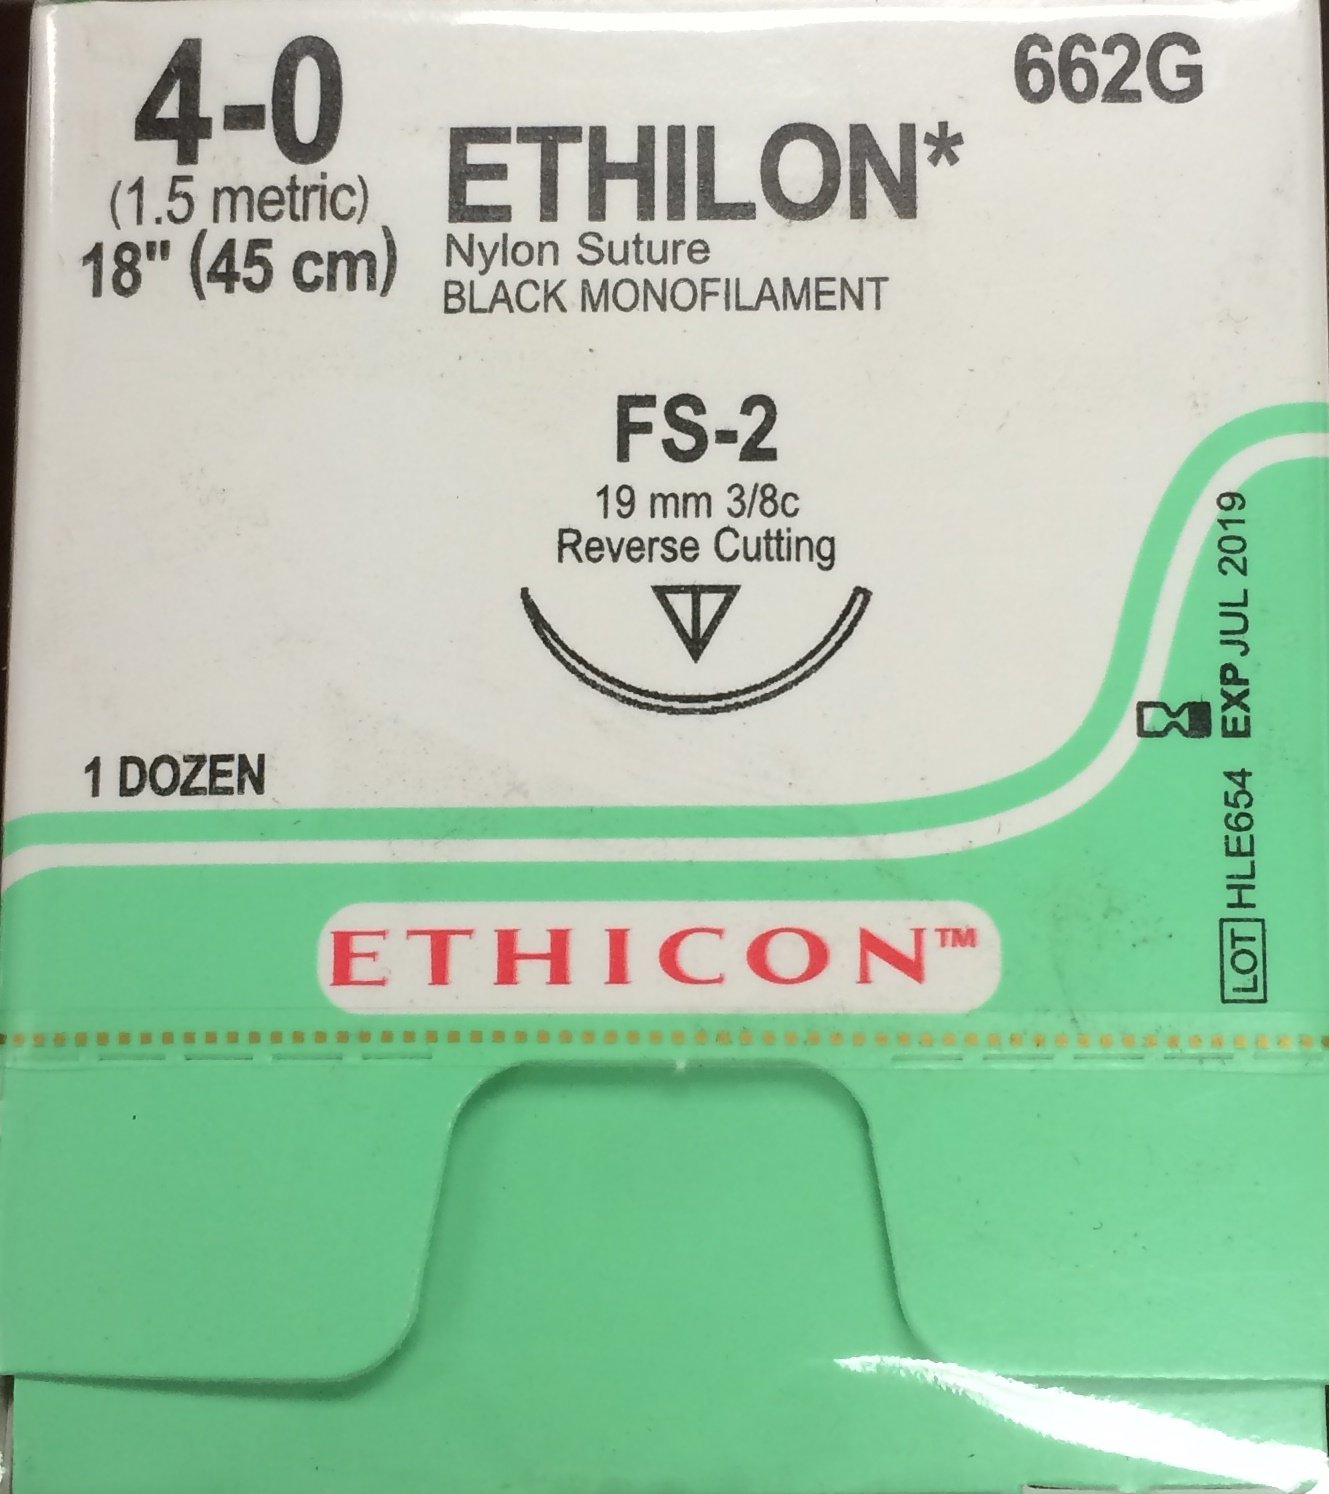 4-0
(1.5 metric)
18" (45 cm)
ETHILON*
Nylon Suture
BLACK MONOFILAMENT
662G
FS-2
19 mm 3/8c
Reverse Cutting
1 DOZEN
EXP JUL 2019
LOT HLE654
ETHICON™